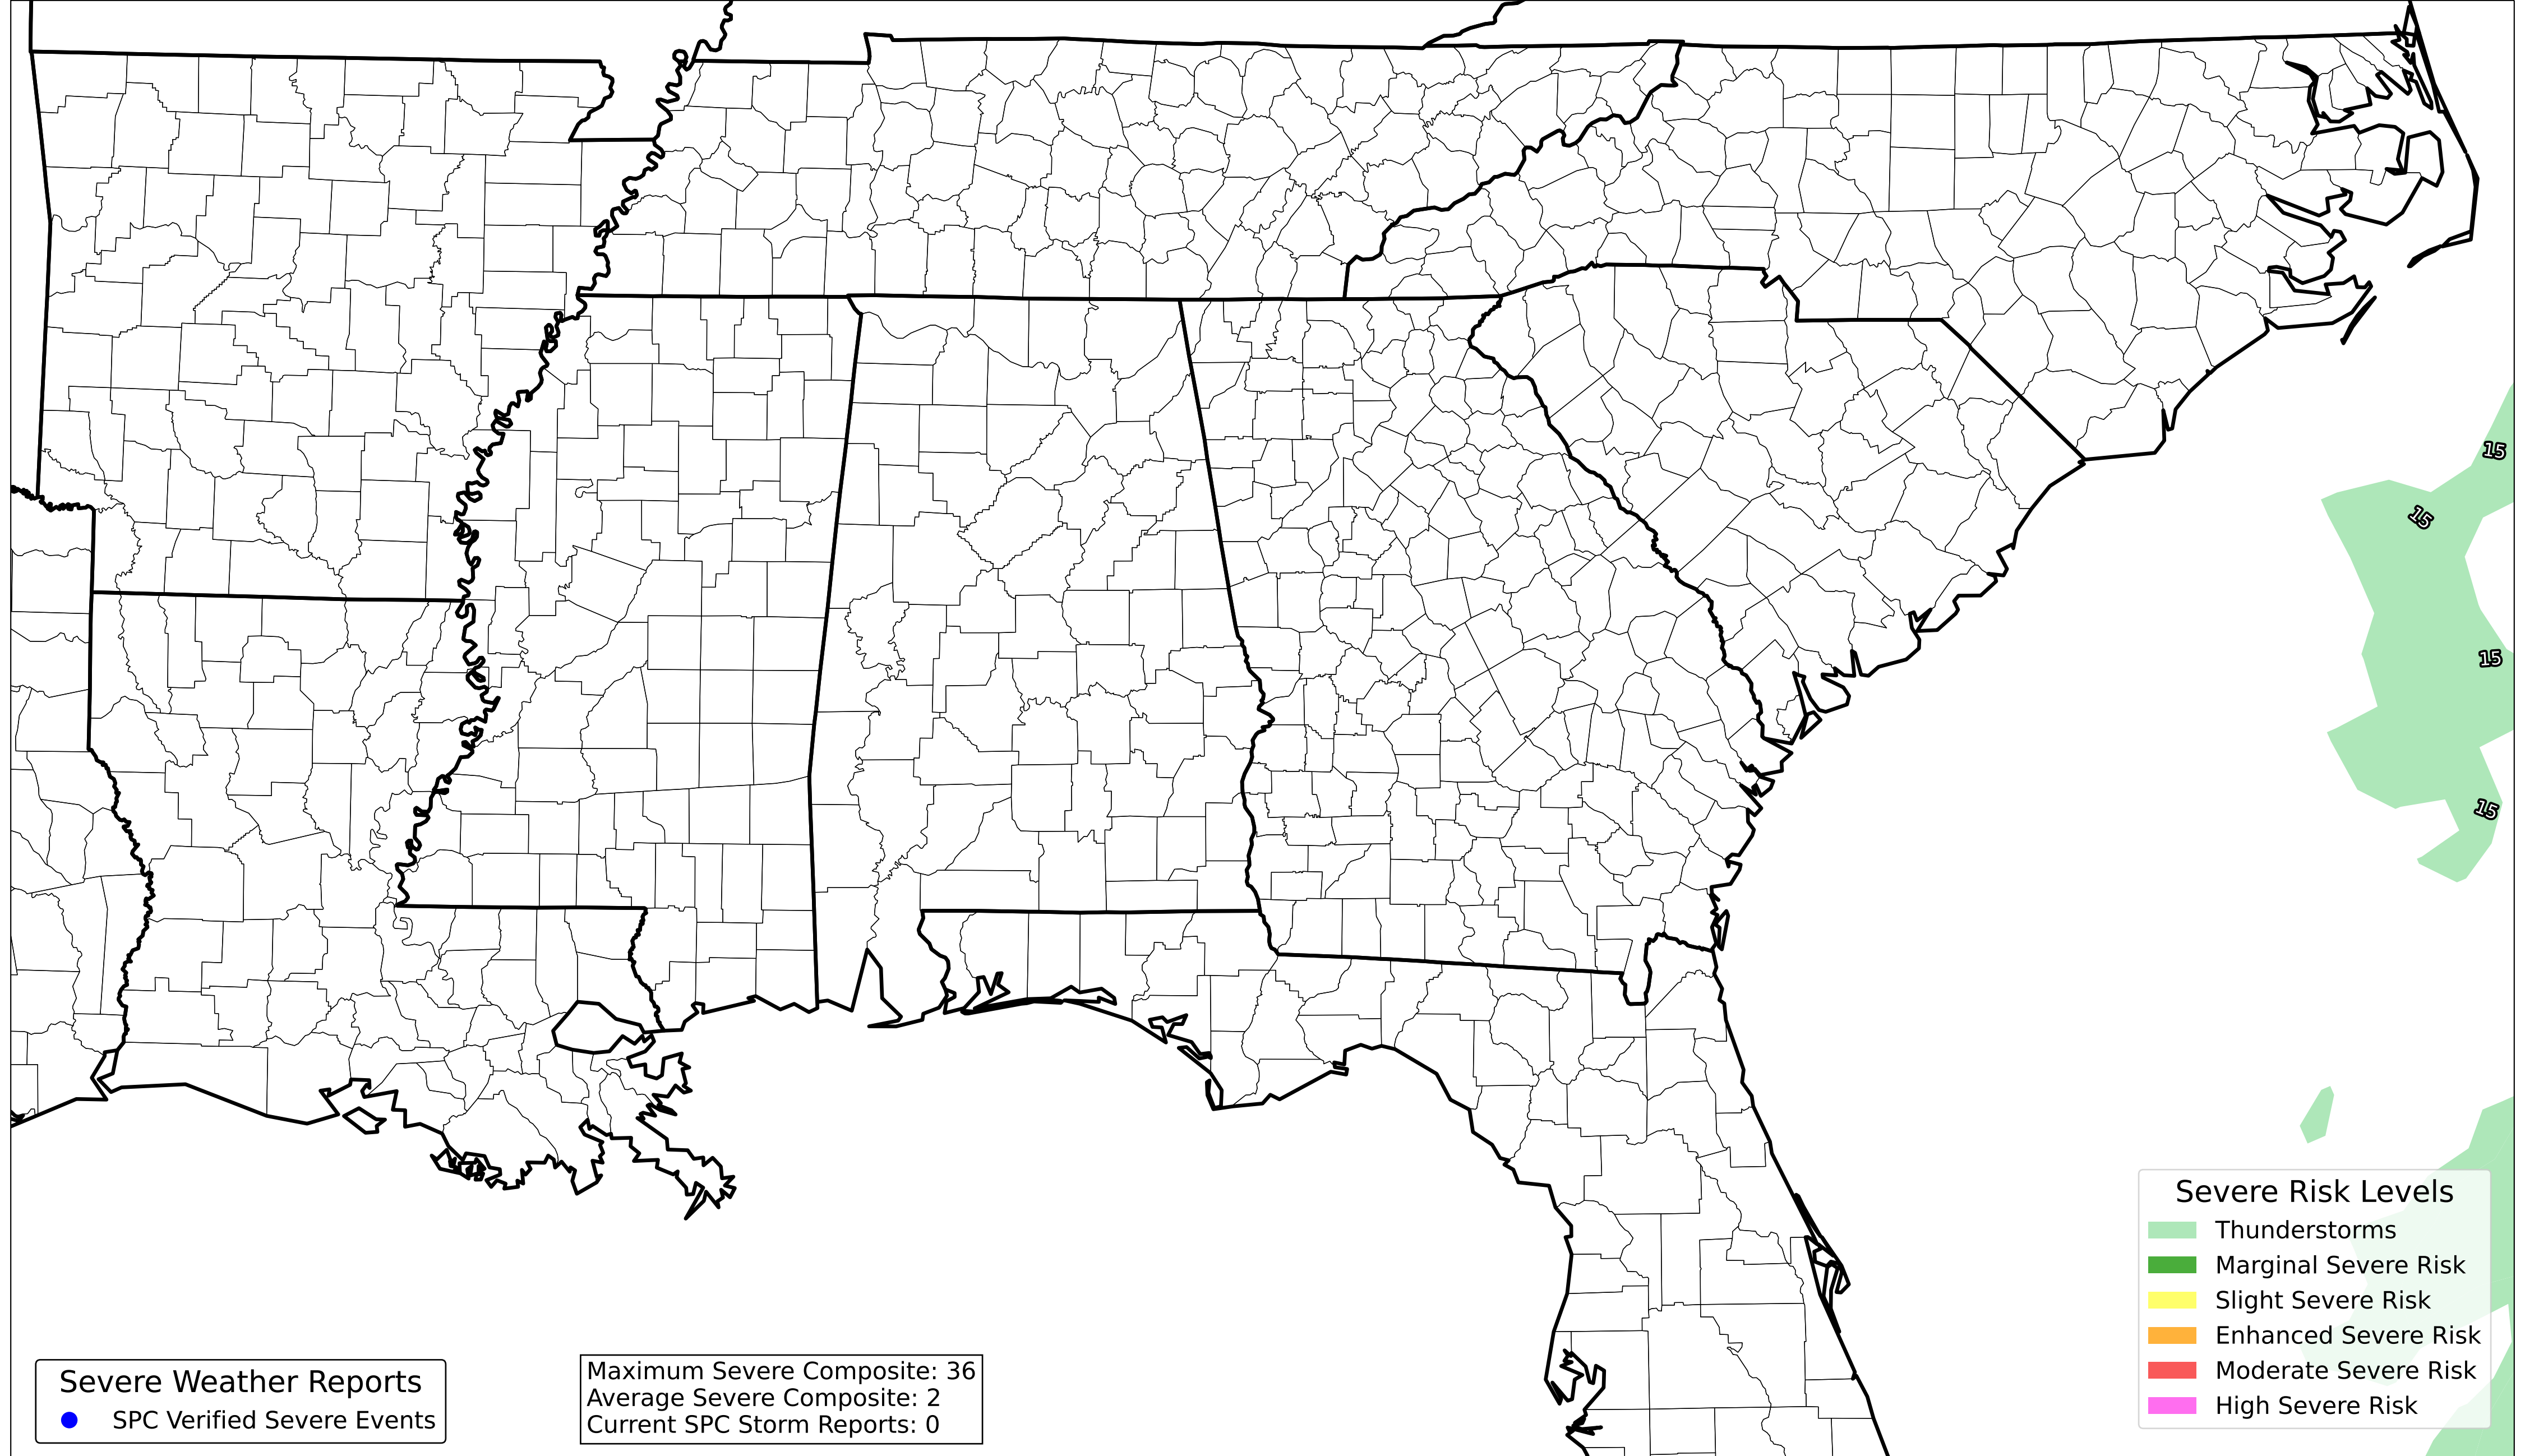 15
15
15
15
Severe Risk Levels
Thunderstorms
Marginal Severe Risk
Slight Severe Risk
Enhanced Severe Risk
Moderate Severe Risk
High Severe Risk
Severe Weather Reports
SPC Verified Severe Events
Maximum Severe Composite: 36
Average Severe Composite: 2
Current SPC Storm Reports: 0